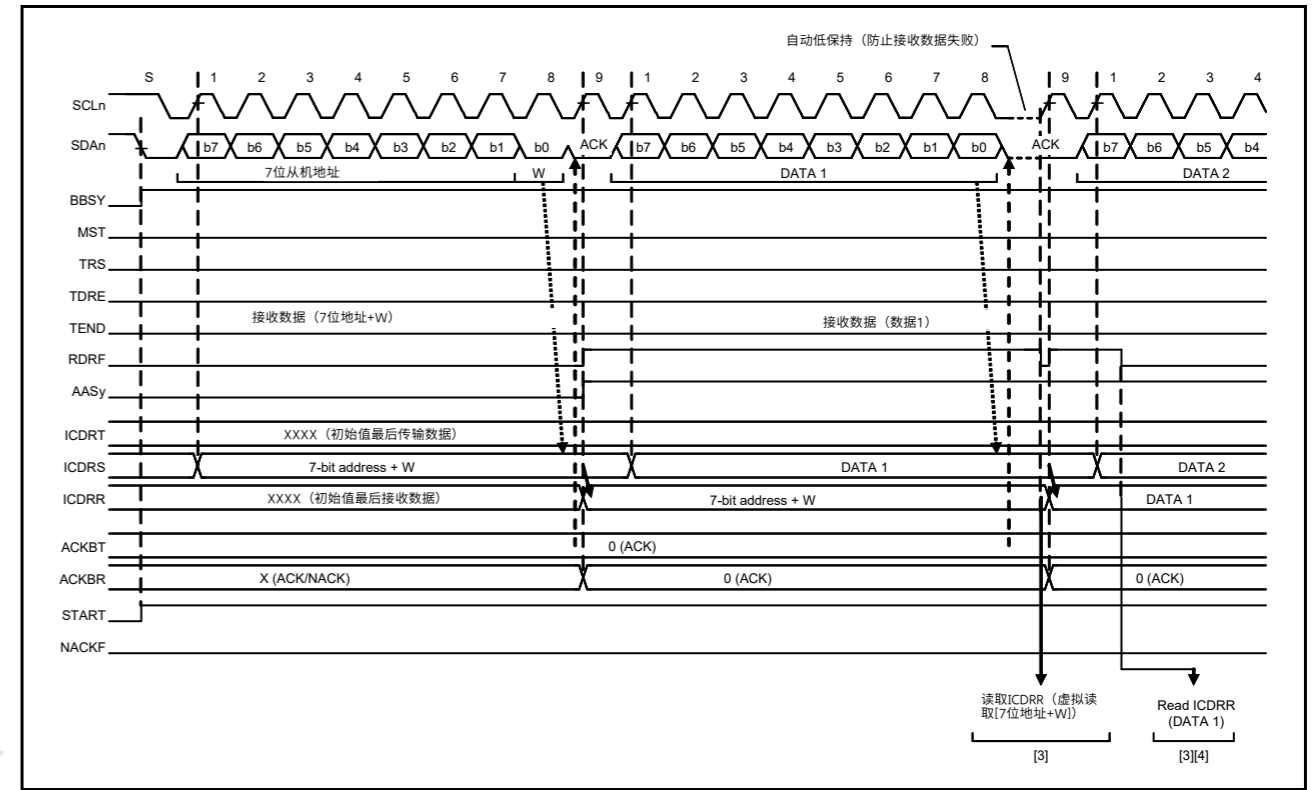 自动低保持（防止接收数据失败）
S 1 2 3 4 5 6 7 8 9 1 2 3 4 5 6 7 8 9 1 2 3 4
SCLn
SDAn b7 b6 b5 b4 b3 b2 b1 b0 ACK b7 b6 b5 b4 b3 b2 b1 b0 ACK b7 b6 b5 b4
7位从机地址 W DATA 1 DATA 2
BBSY
MST
TRS
TDRE
接收数据（7位地址+W） 接收数据（数据1）
TEND
RDRF
AASy
ICDRT XXXX（初始值最后传输数据）
ICDRS 7-bit address + W DATA 1 DATA 2
ICDRR XXXX（初始值最后接收数据） 7-bit address + W DATA 1
ACKBT 0 (ACK)
ACKBR X (ACK/NACK) 0 (ACK) 0 (ACK)
START
NACKF
读取ICDRR（虚拟读
取[7位地址+W]）
Read ICDRR
(DATA 1)
[3] [3][4]